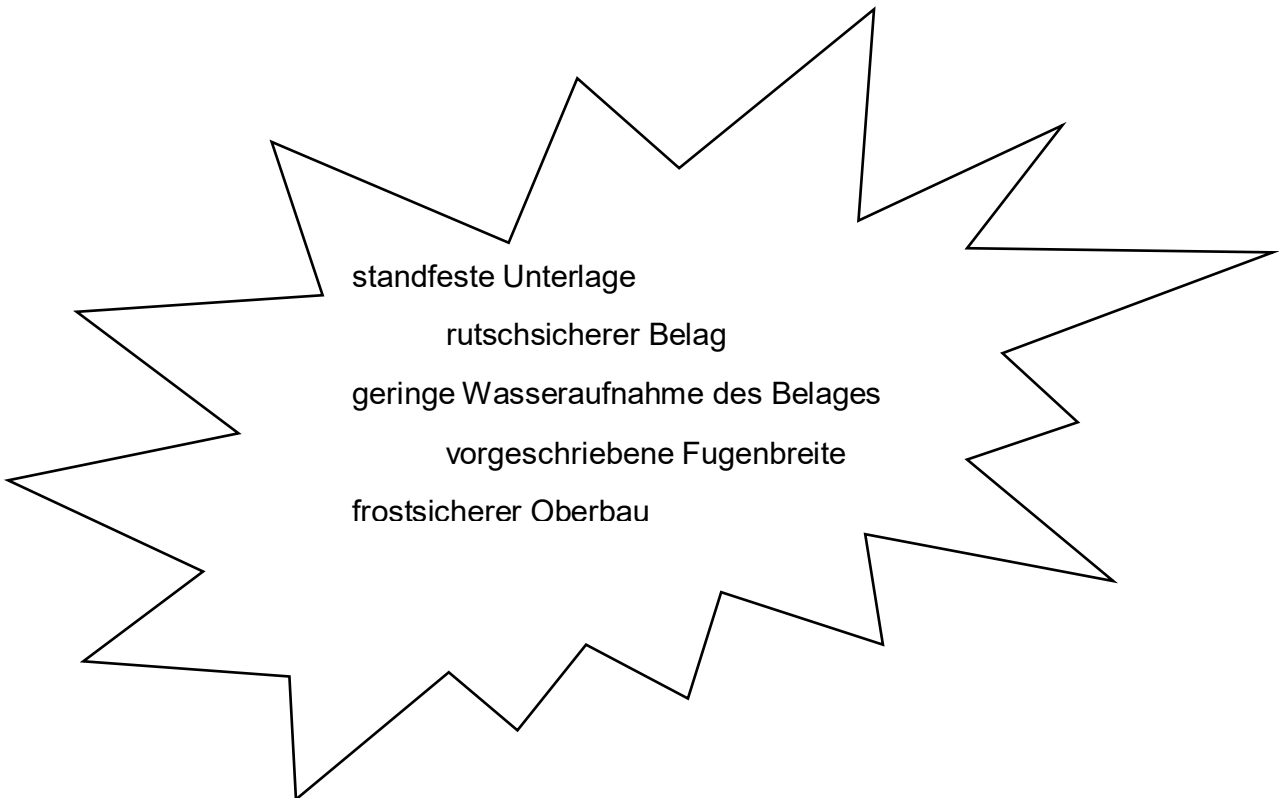 standfeste Unterlage
rutschsicherer Belag
geringe Wasseraufnahme des Belages
vorgeschriebene Fugenbreite
frostsicherer Oberbau